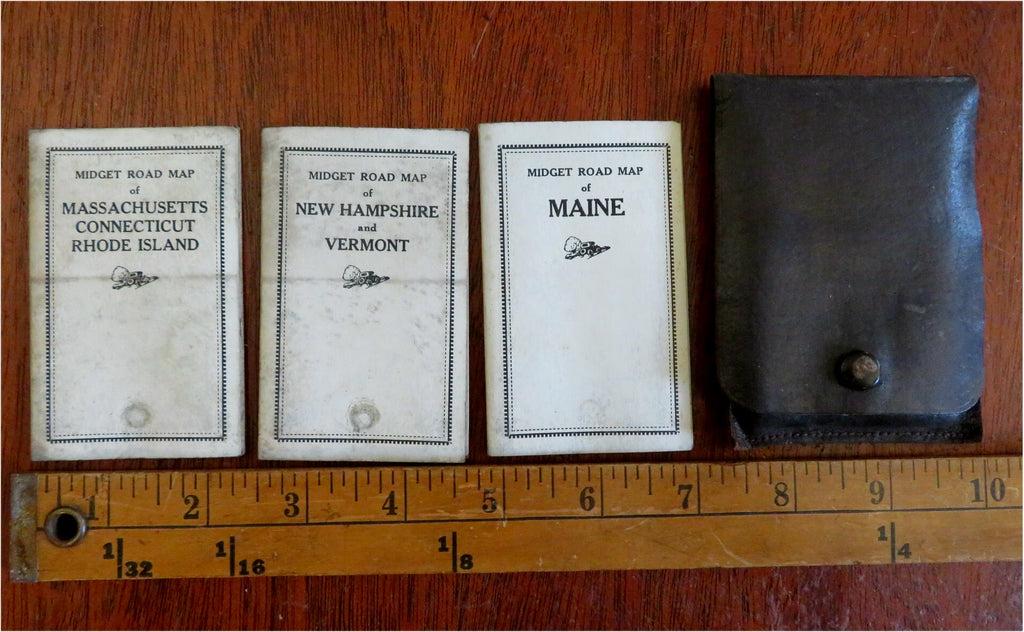 MIDGET ROAD MAP
of
MASSACHUSETTS
CONNECTICUT
RHODE ISLAND
MIDGET ROAD MAP
of
NEW HAMPSHIRE
and
VERMONT
MIDGET ROAD MAP
of
MAINE
1 2 3 4 5 6 7 8 9 10
1/32 1/16 1/8 1/4